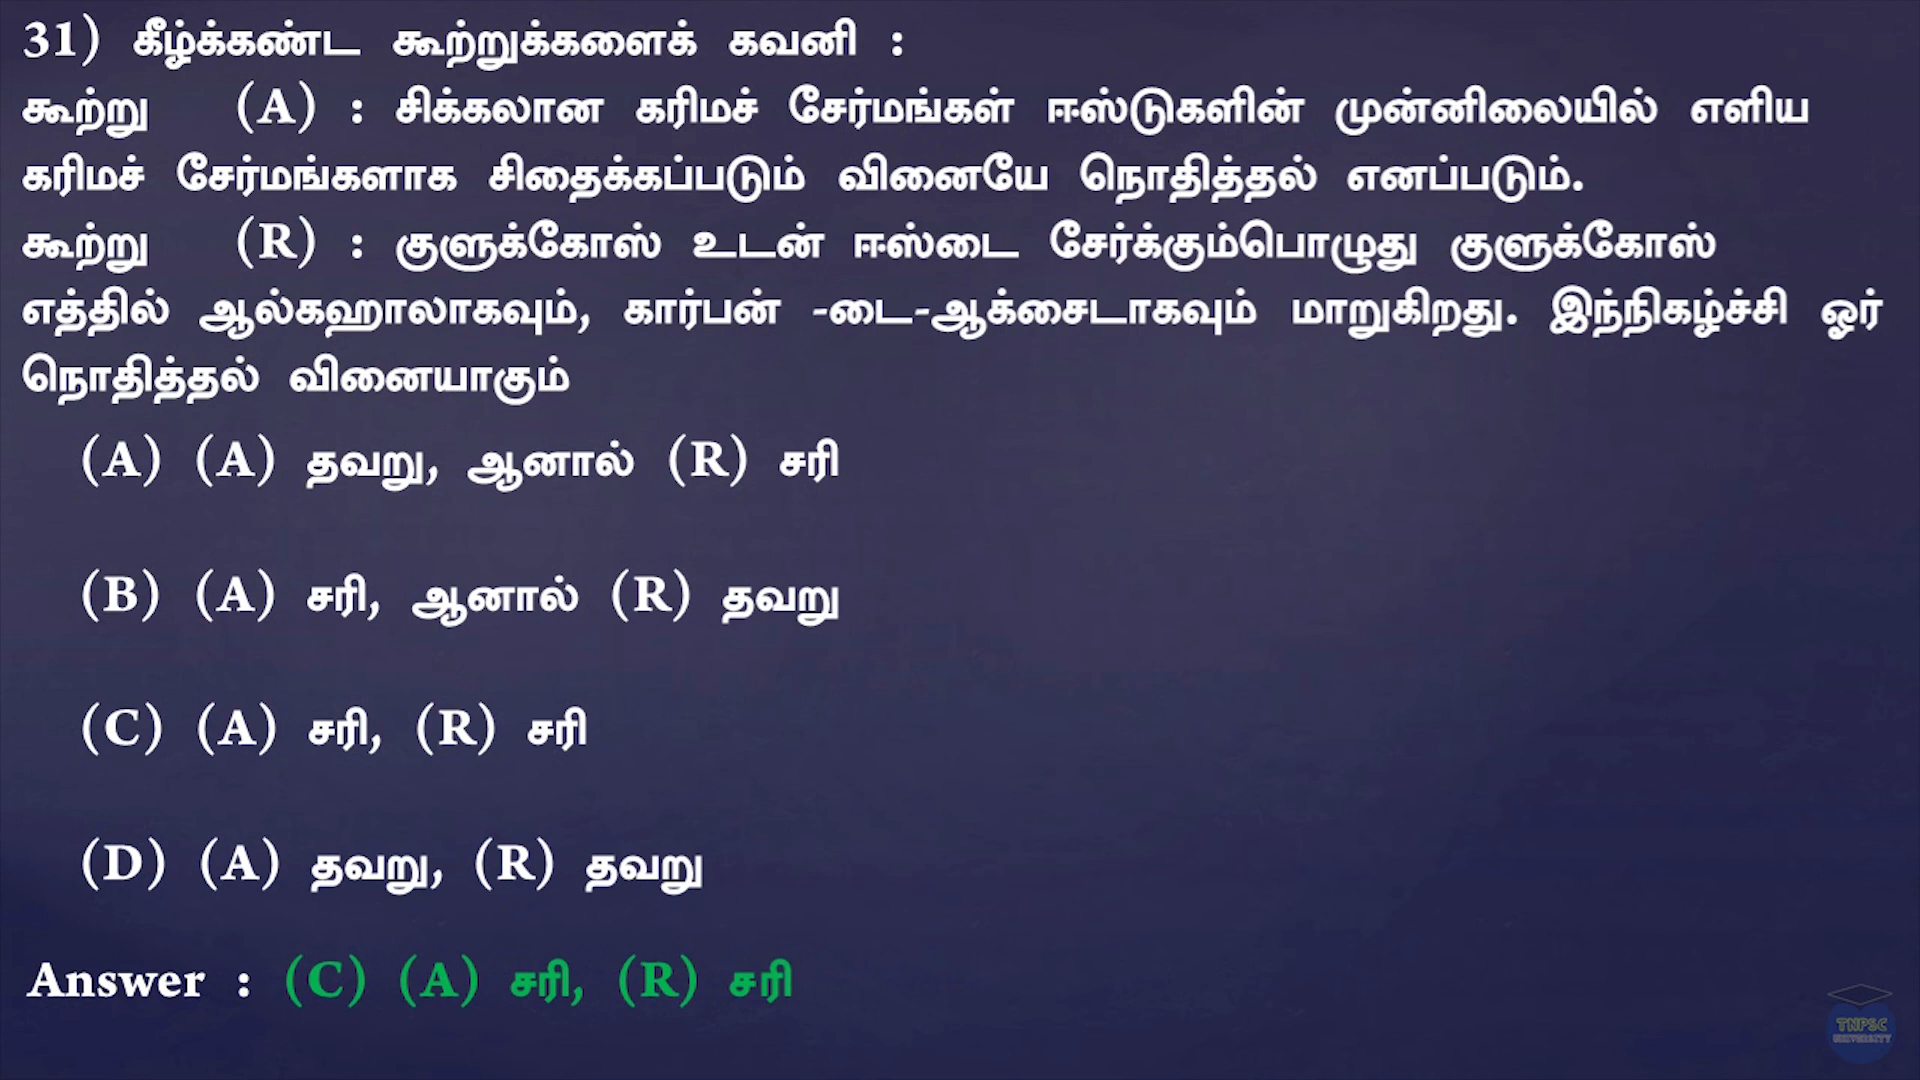 31) கீழ்க்கண்ட கூற்றுக்களைக் கவனி :
கூற்று (A) : சிக்கலான கரிமச் சேர்மங்கள் ஈஸ்டுகளின் முன்னிலையில் எளிய
கரிமச் சேர்மங்களாக சிதைக்கப்படும் வினையே நொதித்தல் எனப்படும்.
கூற்று (R) : குளுக்கோஸ் உடன் ஈஸ்டை சேர்க்கும்பொழுது குளுக்கோஸ்
எத்தில் ஆல்கஹாலாகவும், கார்பன் -டை-ஆக்சைடாகவும் மாறுகிறது. இந்நிகழ்ச்சி ஓர்
நொதித்தல் வினையாகும்
(A) (A) தவறு, ஆனால் (R) சரி
(B) (A) சரி, ஆனால் (R) தவறு
(C) (A) சரி, (R) சரி
(D) (A) தவறு, (R) தவறு
Answer : (C) (A) சரி, (R) சரி
TNPSC
UNIVERSITY